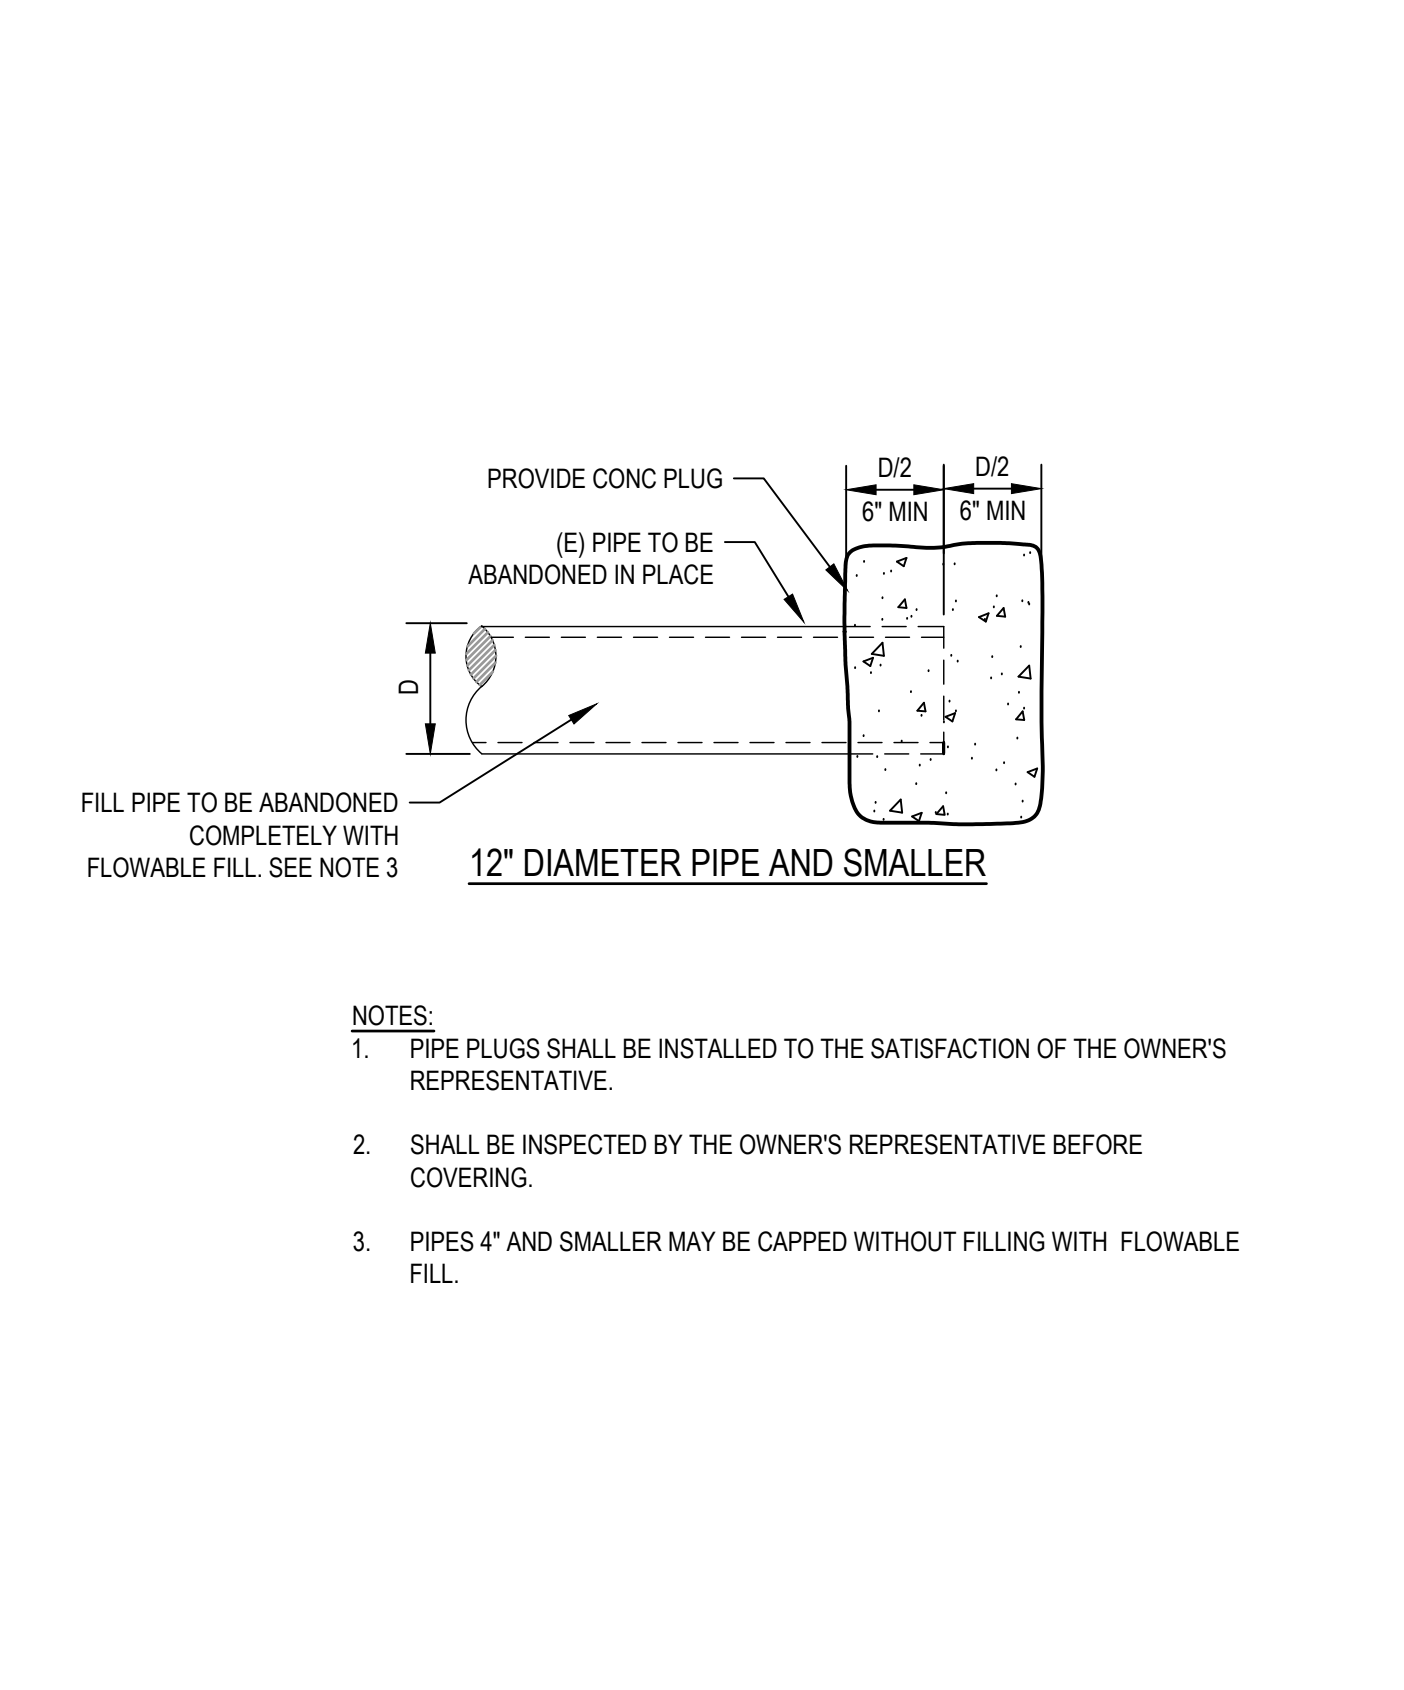 D/2
D/2
PROVIDE CONC PLUG
6" MIN
6" MIN
(E) PIPE TO BE
ABANDONED IN PLACE
D
FILL PIPE TO BE ABANDONED
COMPLETELY WITH
FLOWABLE FILL. SEE NOTE 3
12" DIAMETER PIPE AND SMALLER
NOTES:
1. PIPE PLUGS SHALL BE INSTALLED TO THE SATISFACTION OF THE OWNER'S
REPRESENTATIVE.
2. SHALL BE INSPECTED BY THE OWNER'S REPRESENTATIVE BEFORE
COVERING.
3. PIPES 4" AND SMALLER MAY BE CAPPED WITHOUT FILLING WITH FLOWABLE
FILL.